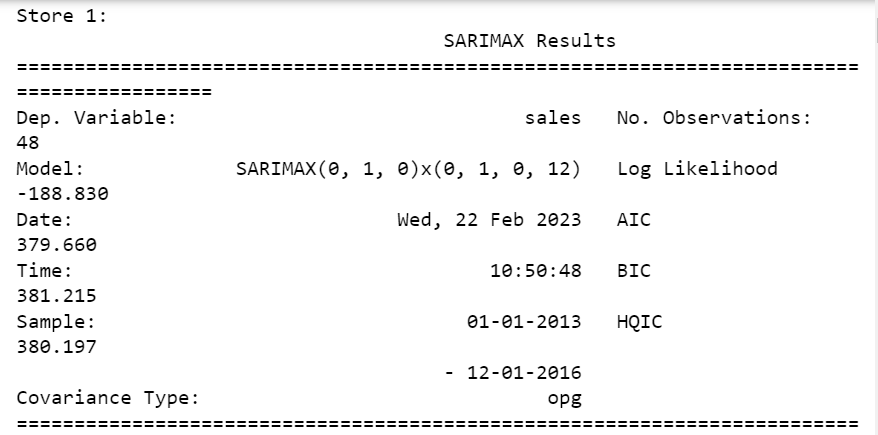 Store 1:
SARIMAX Results
=========================================================================
=================
Dep. Variable: sales No. Observations:
48
Model: SARIMAX(0, 1, 0)x(0, 1, 0, 12) Log Likelihood
-188.830
Date: Wed, 22 Feb 2023 AIC
379.660
Time: 10:50:48 BIC
381.215
Sample: 01-01-2013 HQIC
380.197
- 12-01-2016
Covariance Type: opg
=========================================================================